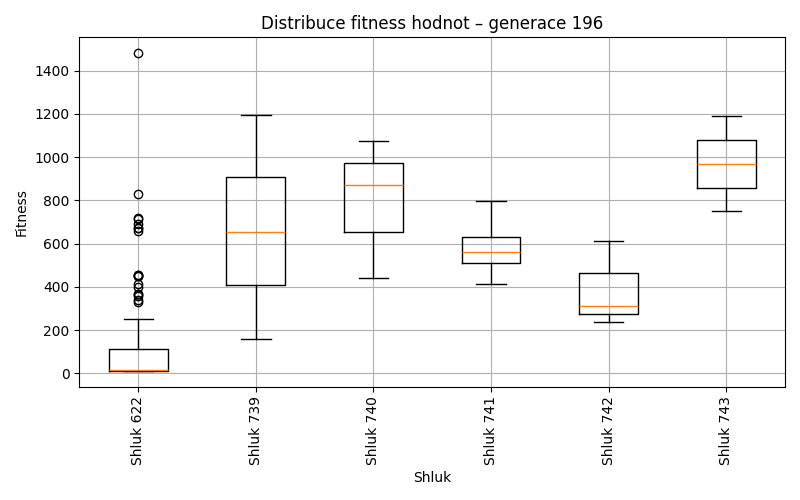 Distribuce fitness hodnot – generace 196
Fitness
1400
1200
1000
800
600
400
200
0
Shluk 622
Shluk 739
Shluk 740
Shluk 741
Shluk 742
Shluk 743
Shluk